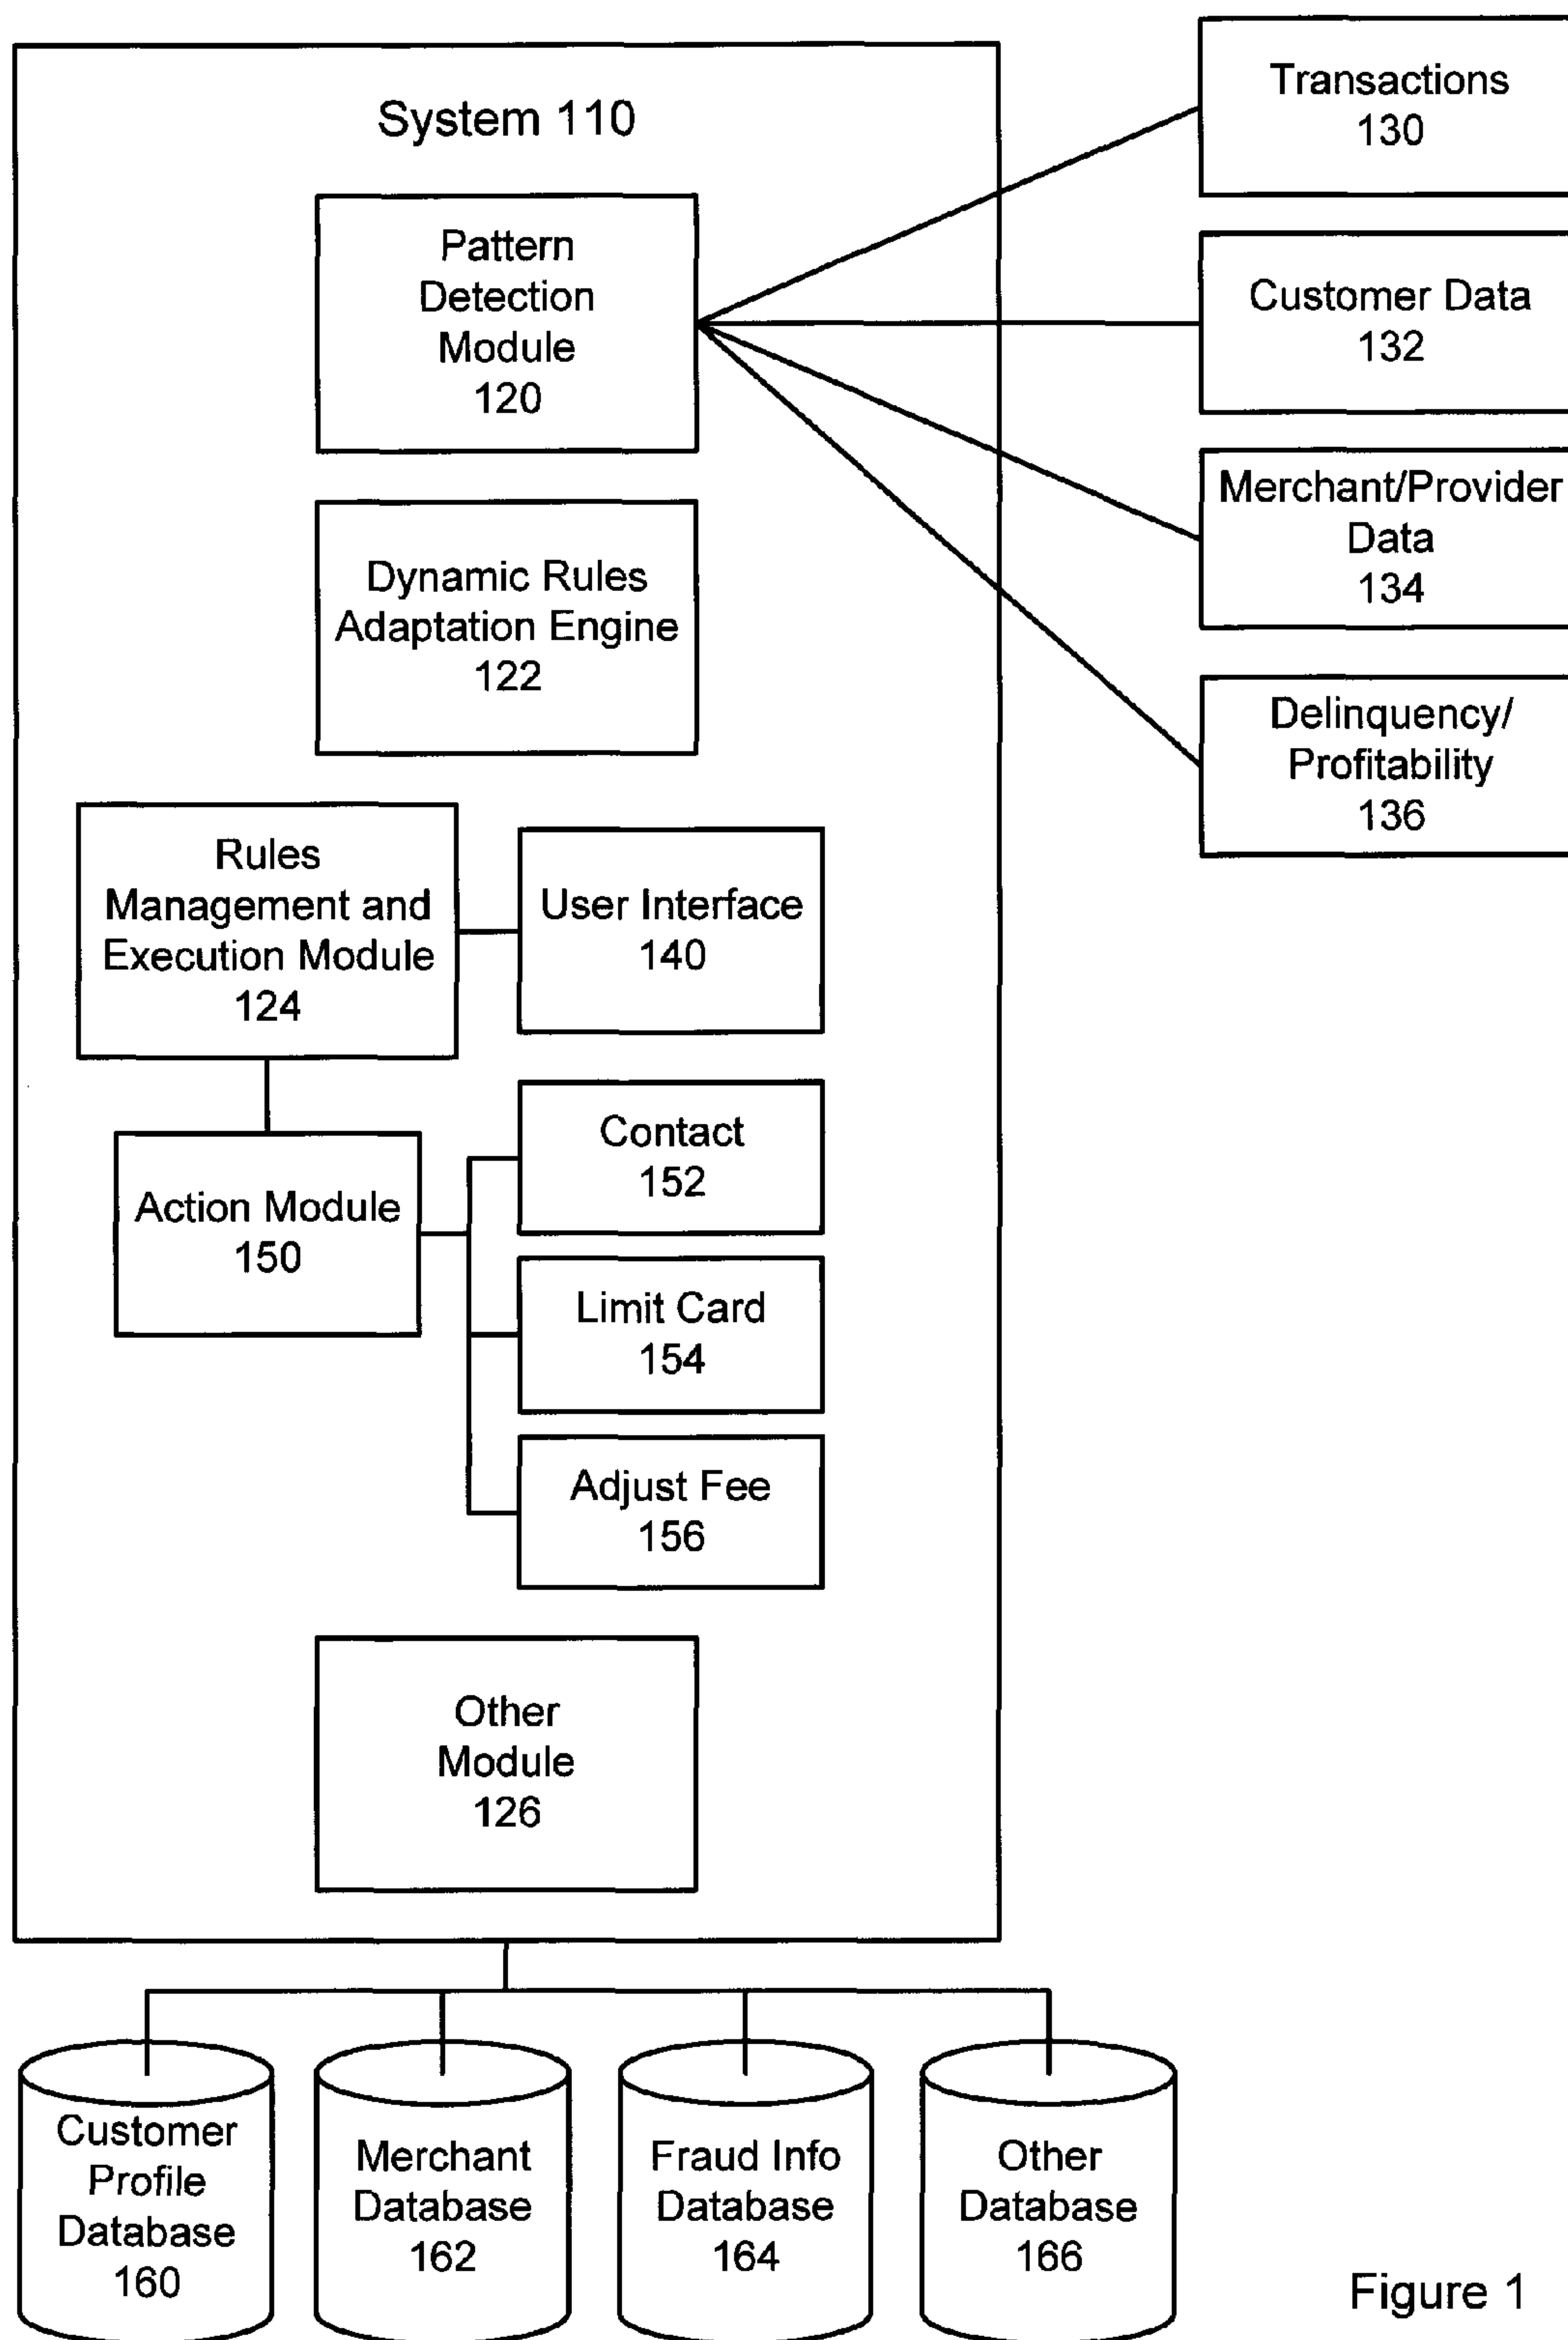 System 110
Pattern
Detection
Module
120
Transactions
130
Customer Data
132
Merchant/Provider
Data
134
Delinquency/
Profitability
136
Dynamic Rules
Adaptation Engine
122
Rules
Management and
Execution Module
124
User Interface
140
Action Module
150
Contact
152
Limit Card
154
Adjust Fee
156
Other
Module
126
Customer
Profile
Database
160
Merchant
Database
162
Fraud Info
Database
164
Other
Database
166
Figure 1